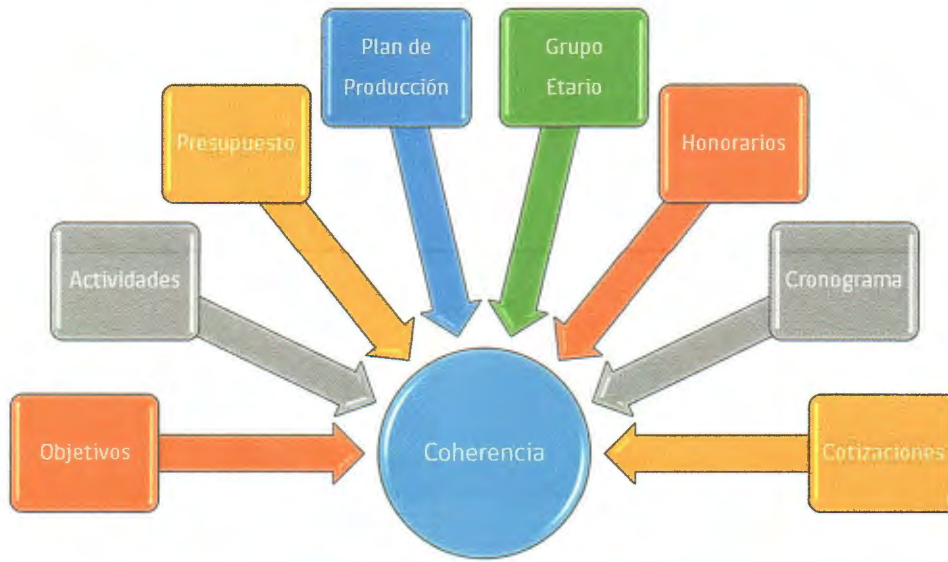 Plan de
Producción
Grupo
Etario
Presupuesto
Honorarios
Actividades
Cronograma
Objetivos
Coherencia
Cotizaciones